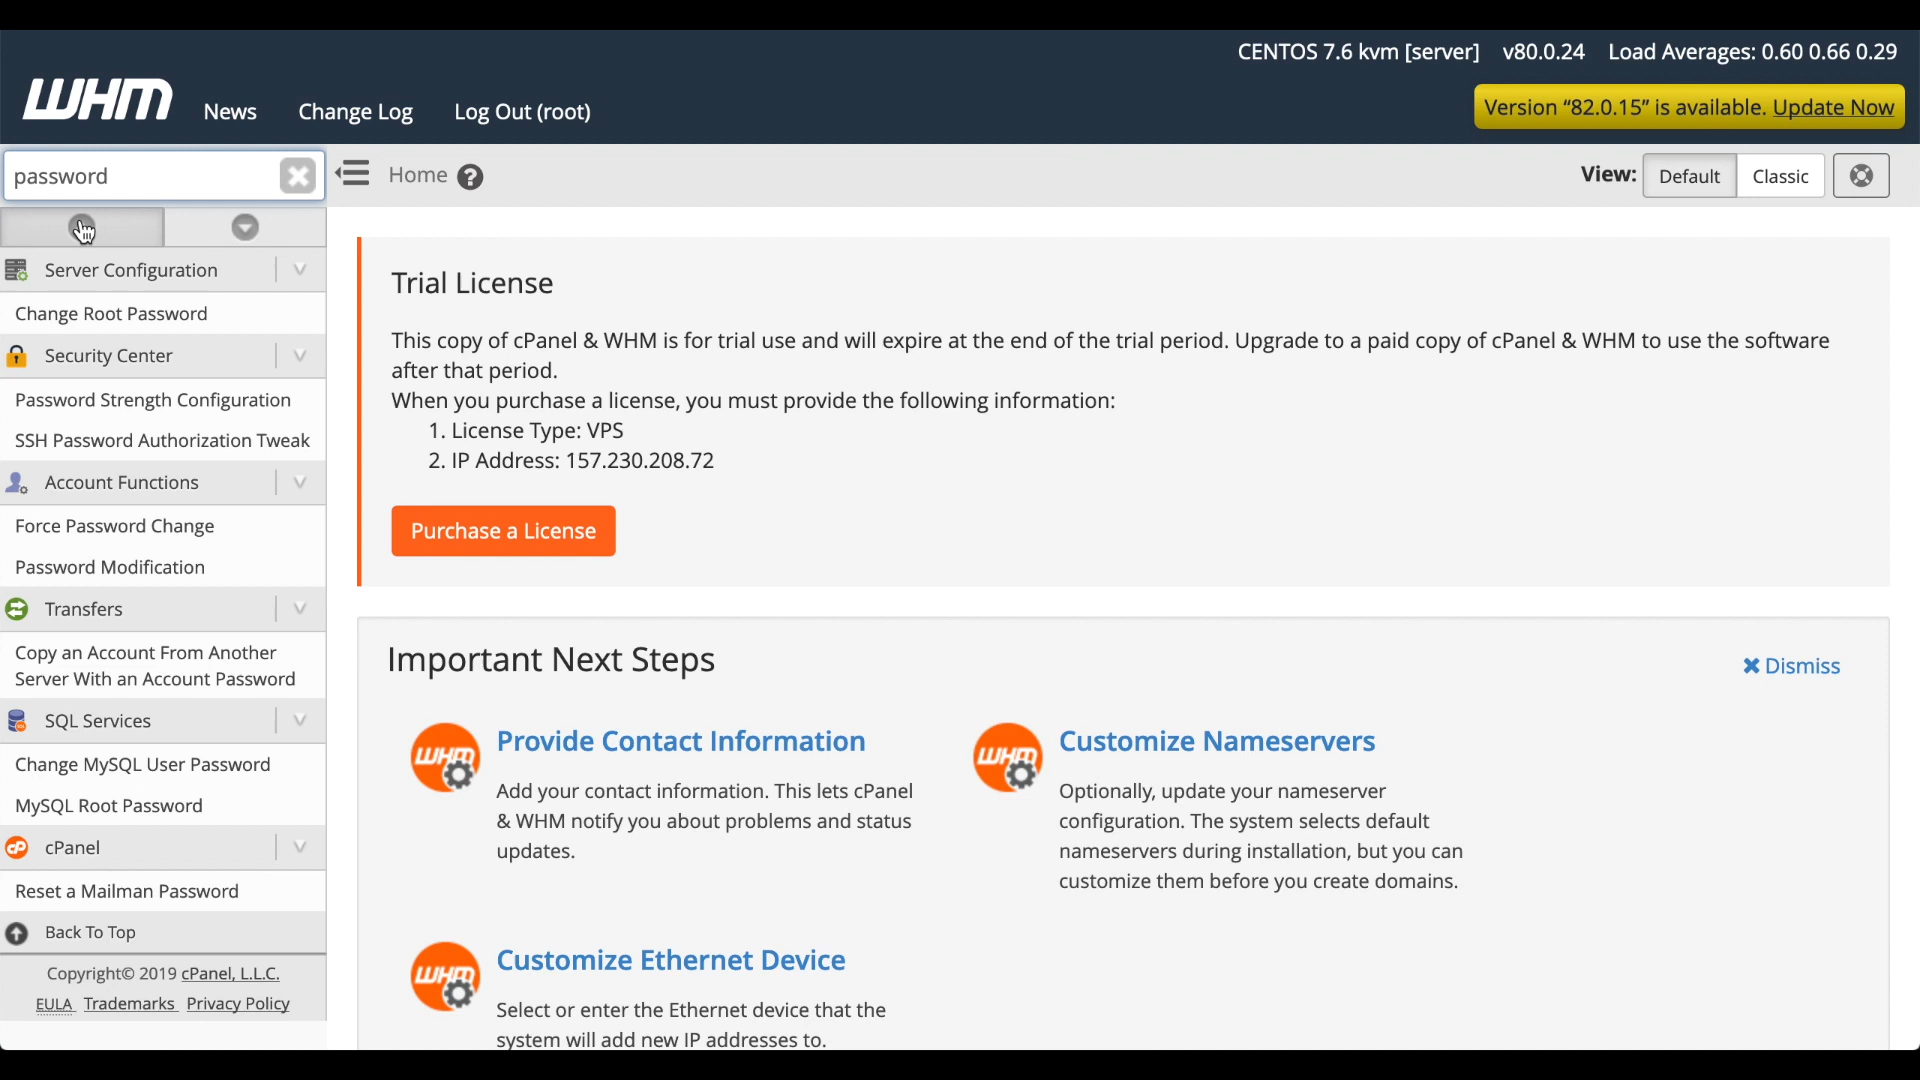 CENTOS 7.6 kvm [server] v80.0.24 Load Averages: 0.60 0.66 0.29
WHM News Change Log Log Out (root)
Version “82.0.15” is available. Update Now
password
Home
View: Default Classic
Server Configuration
Change Root Password
Security Center
Password Strength Configuration
SSH Password Authorization Tweak
Account Functions
Force Password Change
Password Modification
Transfers
Copy an Account From Another
Server With an Account Password
SQL Services
Change MySQL User Password
MySQL Root Password
cPanel
Reset a Mailman Password
Back To Top
Copyright© 2019 cPanel, L.L.C.
EULA Trademarks Privacy Policy
Trial License
This copy of cPanel & WHM is for trial use and will expire at the end of the trial period. Upgrade to a paid copy of cPanel & WHM to use the software
after that period.
When you purchase a license, you must provide the following information:
1. License Type: VPS
2. IP Address: 157.230.208.72
Purchase a License
Important Next Steps
Dismiss
WHM
Provide Contact Information
Add your contact information. This lets cPanel
& WHM notify you about problems and status
updates.
WHM
Customize Nameservers
Optionally, update your nameserver
configuration. The system selects default
nameservers during installation, but you can
customize them before you create domains.
WHM
Customize Ethernet Device
Select or enter the Ethernet device that the
system will add new IP addresses to.